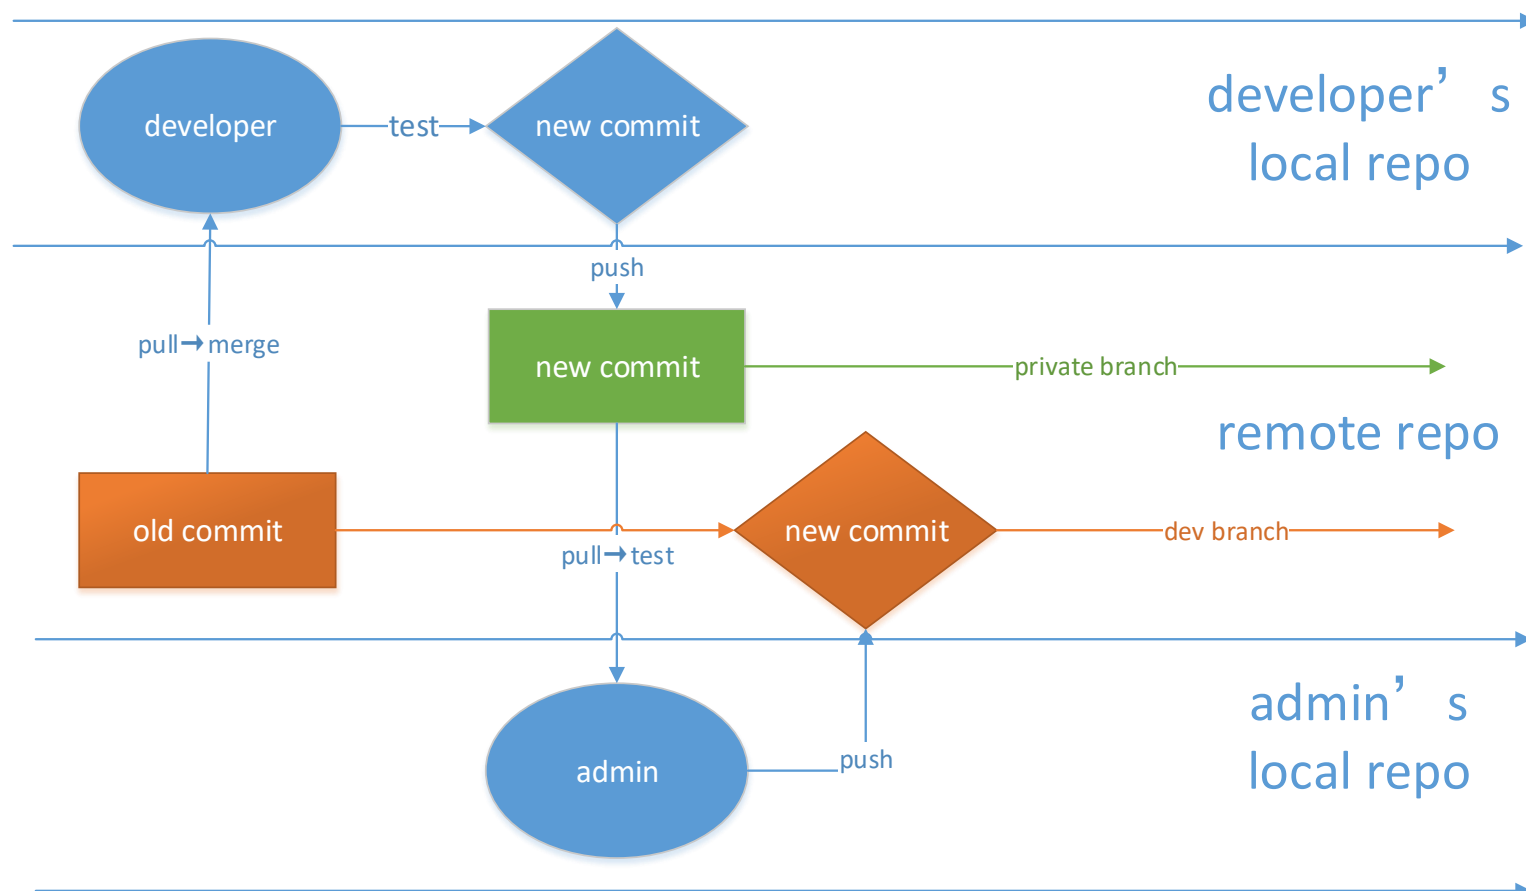 developer
test
new commit
developer’s
local repo
push
pull→merge
new commit
private branch
remote repo
old commit
new commit
dev branch
pull→test
admin’s
local repo
admin
push